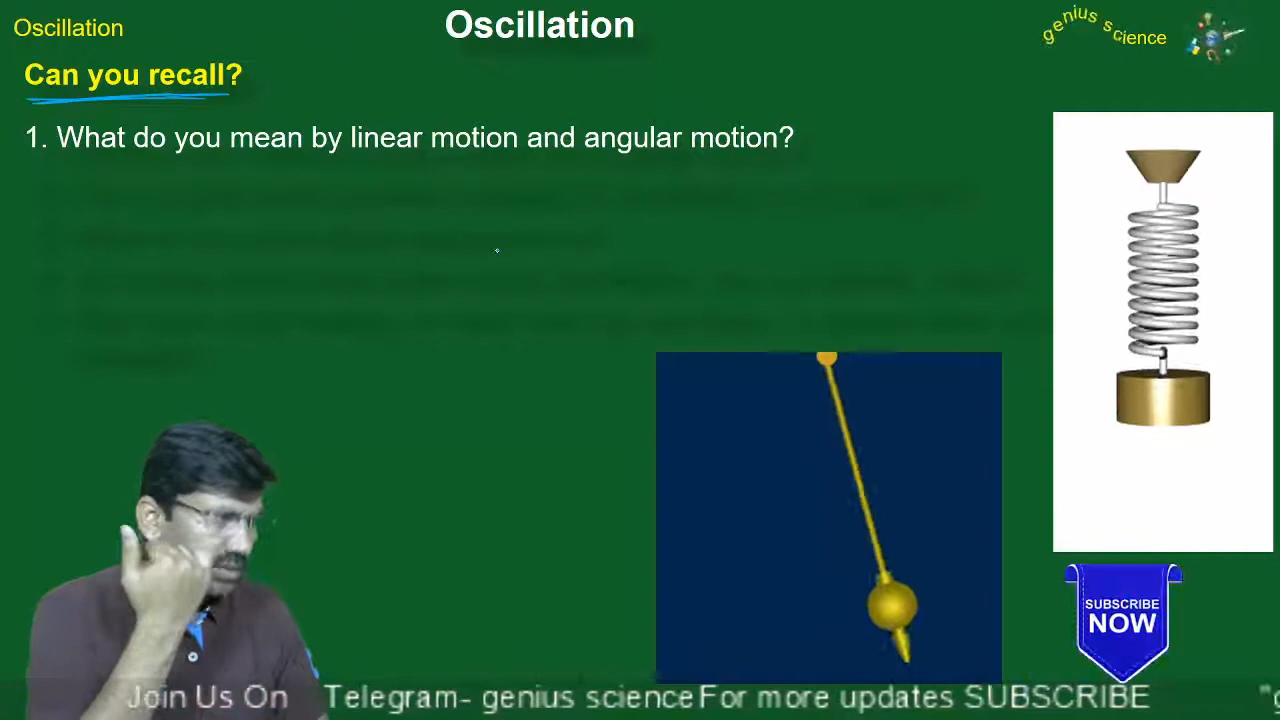 Oscillation
Oscillation
genius science
Can you recall?
1. What do you mean by linear motion and angular motion?
SUBSCRIBE
NOW
Join Us On Telegram- genius science For more updates SUBSCRIBE "g